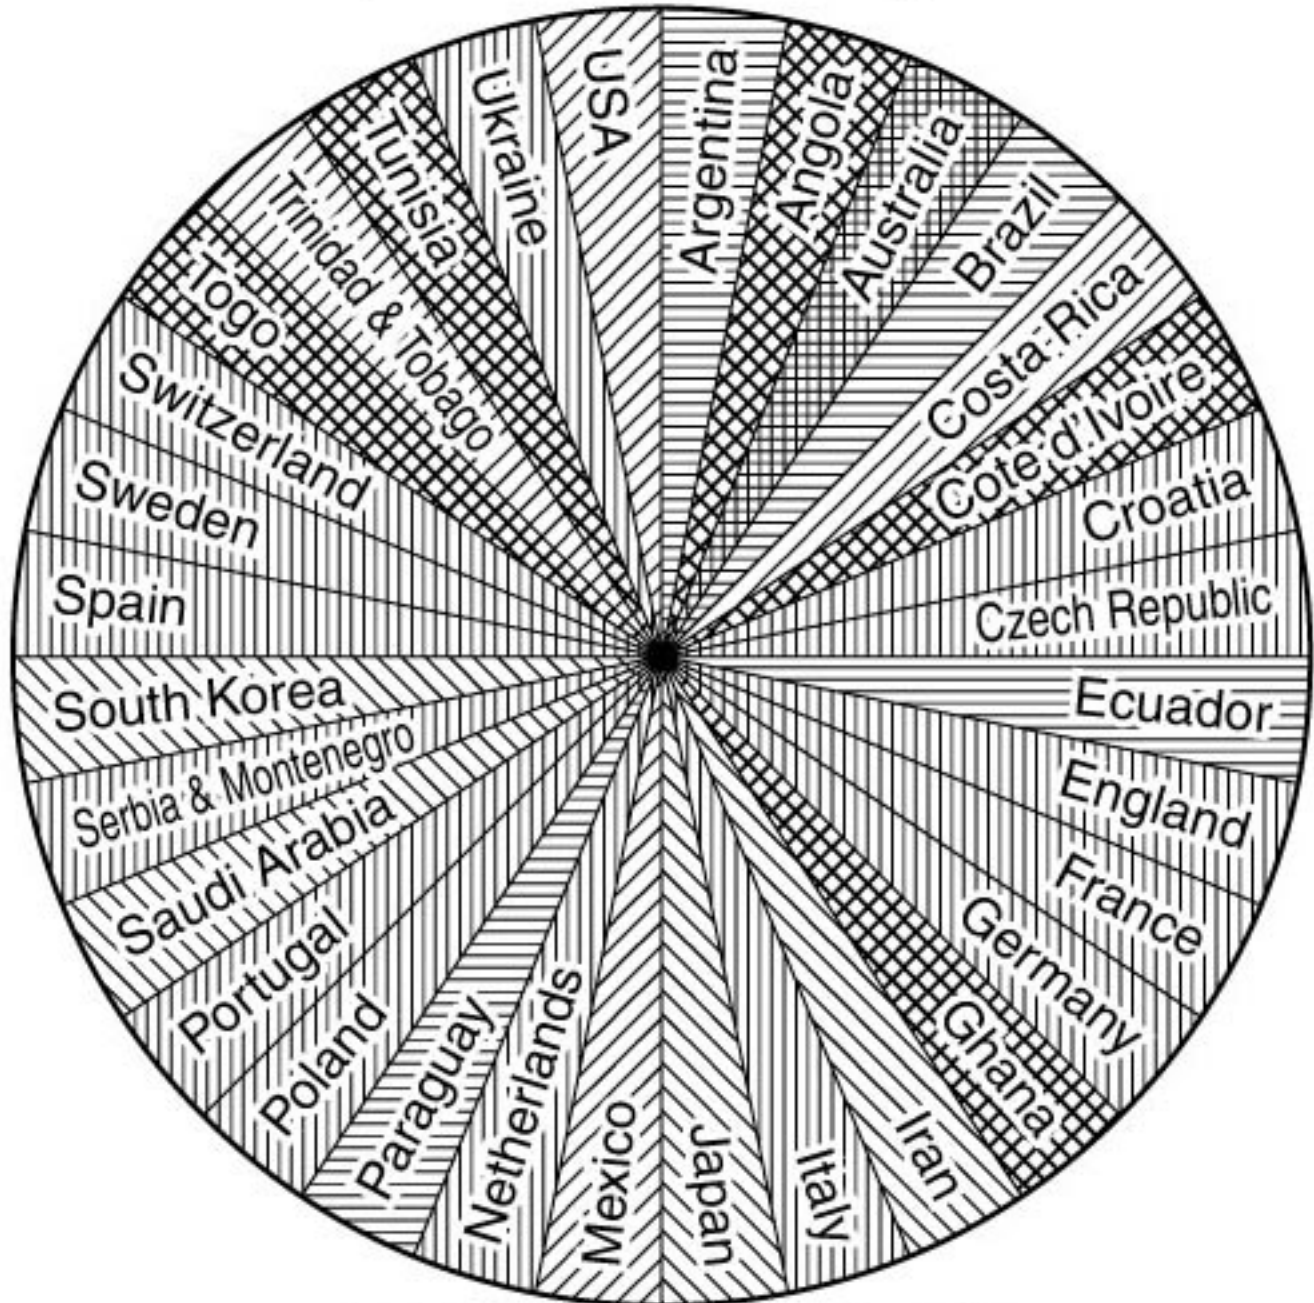 Argentina
Angola
Australia
Brazil
Costa Rica
Cote d'Ivoire
Croatia
Czech Republic
Ecuador
England
France
Germany
Ghana
Iran
Italy
Japan
Mexico
Netherlands
Paraguay
Poland
Portugal
Saudi Arabia
Serbia & Montenegro
South Korea
Spain
Sweden
Switzerland
Togo
Trinidad & Tobago
Tunisia
Ukraine
USA